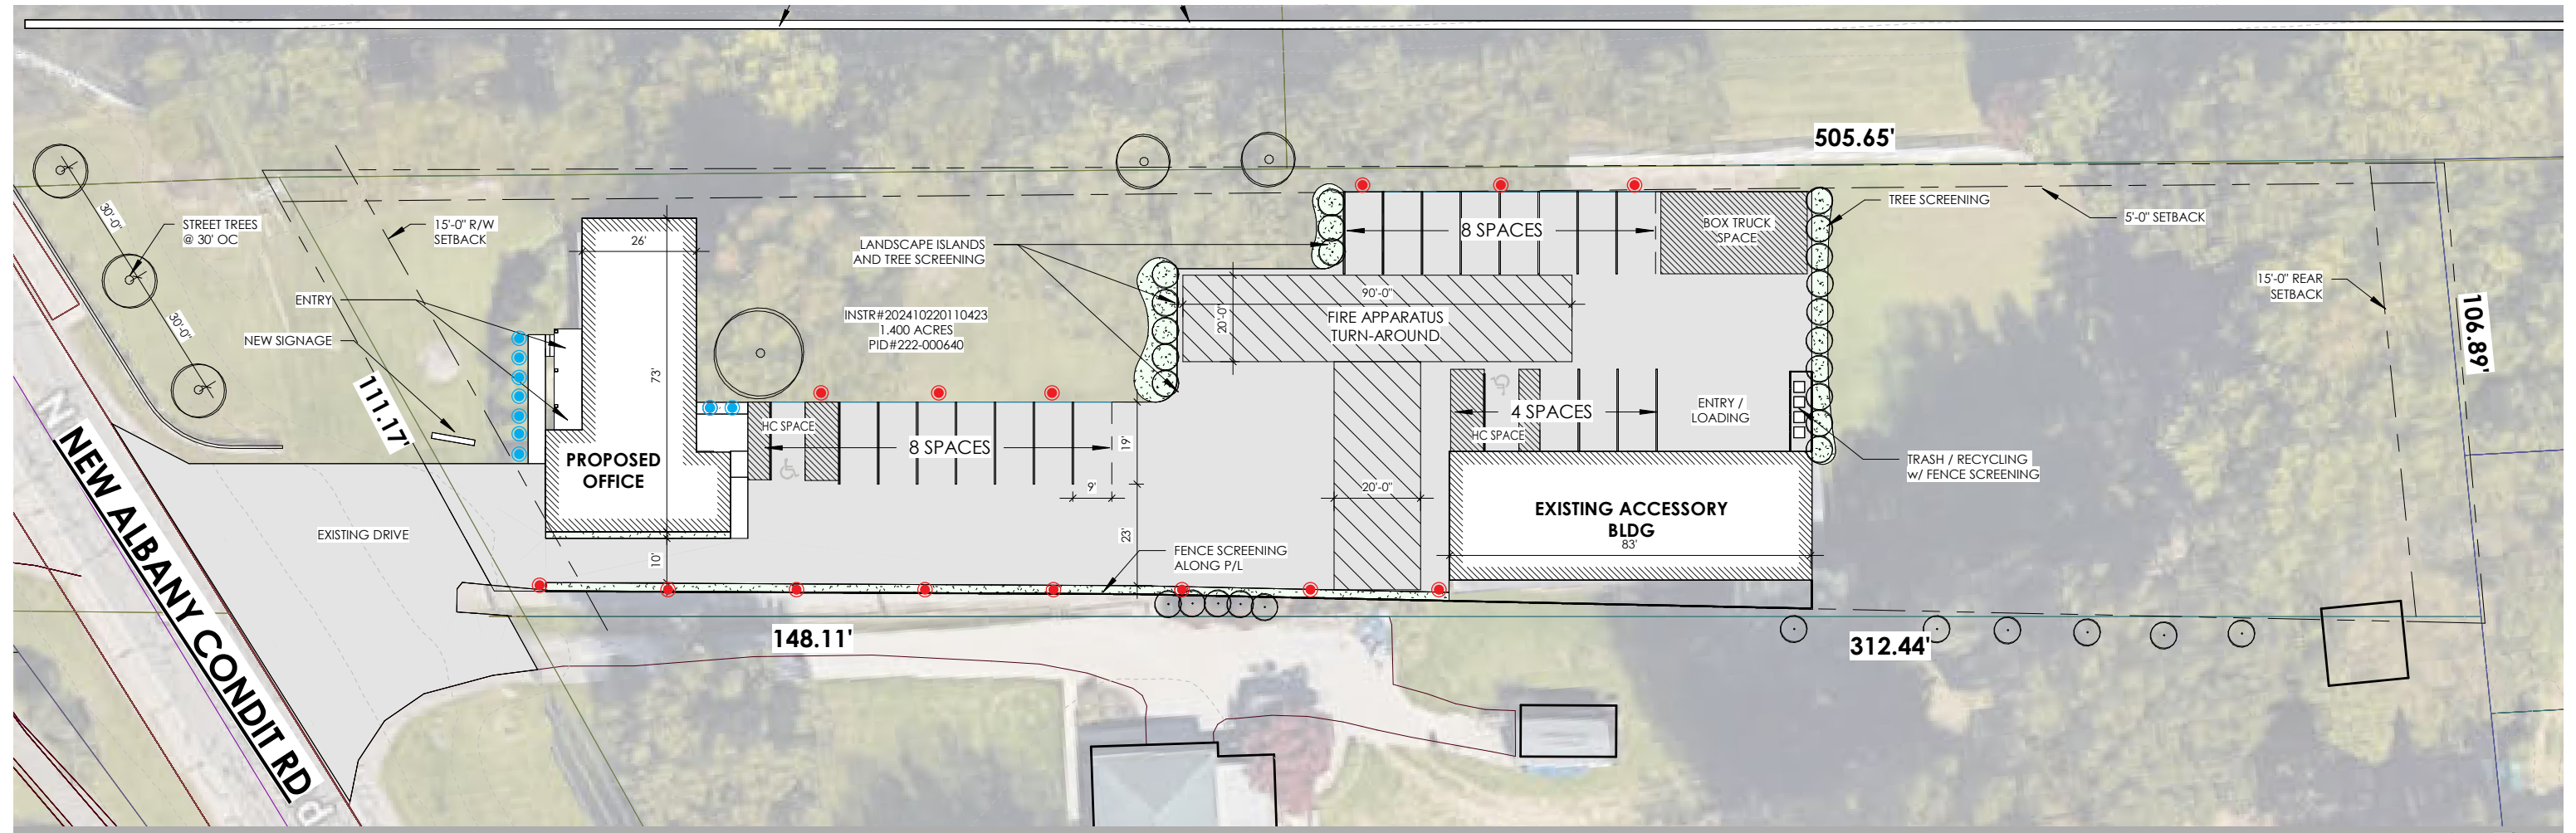 505.65'
STREET TREES
@ 30' OC
30'-0"
30'-0"
15'-0" R/W
SETBACK
ENTRY
NEW SIGNAGE
111.17'
NEW ALBANY CONDIT RD
EXISTING DRIVE
26'
73'
PROPOSED
OFFICE
10'
LANDSCAPE ISLANDS
AND TREE SCREENING
INSTR#202410220110423
1.400 ACRES
PID#222-000640
HC SPACE
8 SPACES
9'
19'
23'
FENCE SCREENING
ALONG P/L
148.11'
8 SPACES
BOX TRUCK
SPACE
90'-0"
20'-0"
FIRE APPARATUS
TURN-AROUND
20'-0"
4 SPACES
HC SPACE
ENTRY /
LOADING
EXISTING ACCESSORY
BLDG
83'
TREE SCREENING
5'-0" SETBACK
15'-0" REAR
SETBACK
106.89'
TRASH / RECYCLING
w/ FENCE SCREENING
312.44'